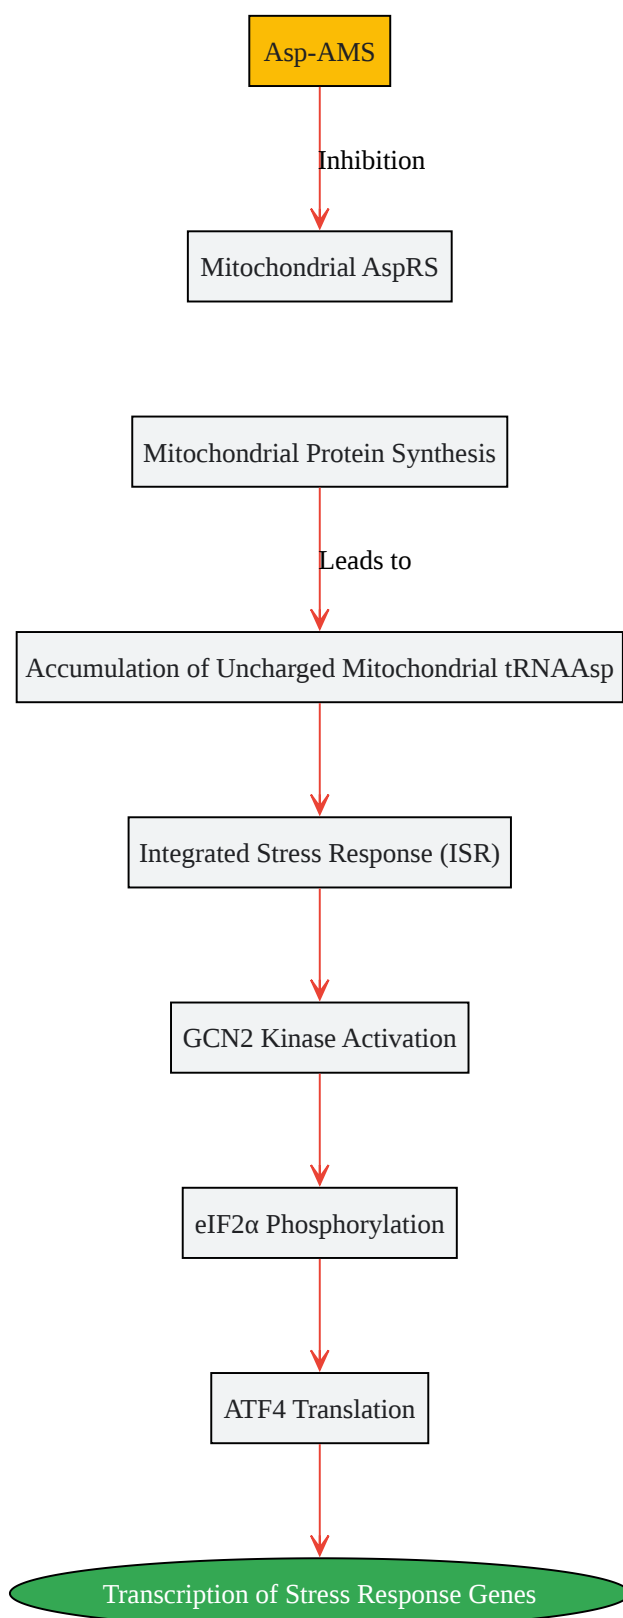 Asp-AMS
Inhibition
Mitochondrial AspRS
Mitochondrial Protein Synthesis
Leads to
Accumulation of Uncharged Mitochondrial tRNAAsp
Integrated Stress Response (ISR)
GCN2 Kinase Activation
eIF2α Phosphorylation
ATF4 Translation
Transcription of Stress Response Genes